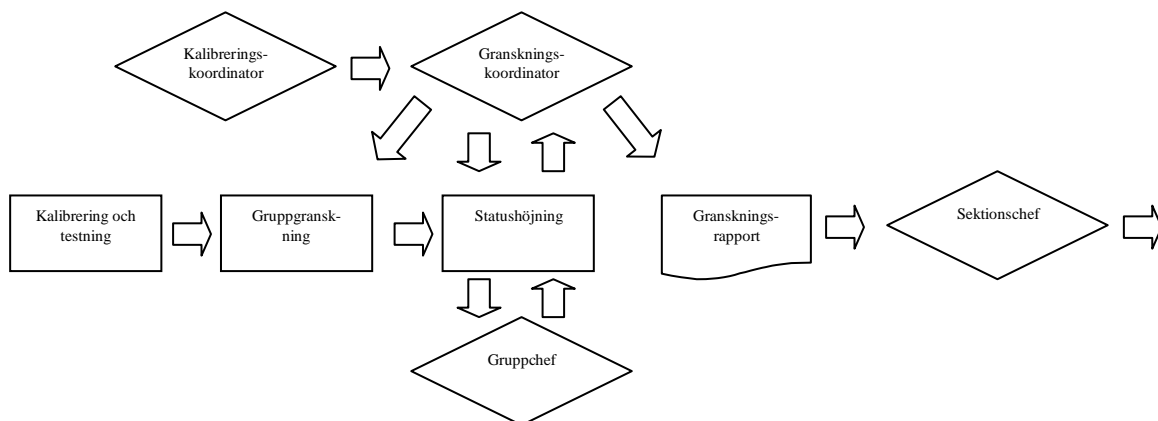 Kalibrerings-
koordinator
Gransknings-
koordinator
Kalibrering och
testning
Gruppgransk-
ning
Statushöjning
Gransknings-
rapport
Sektionschef
Gruppchef